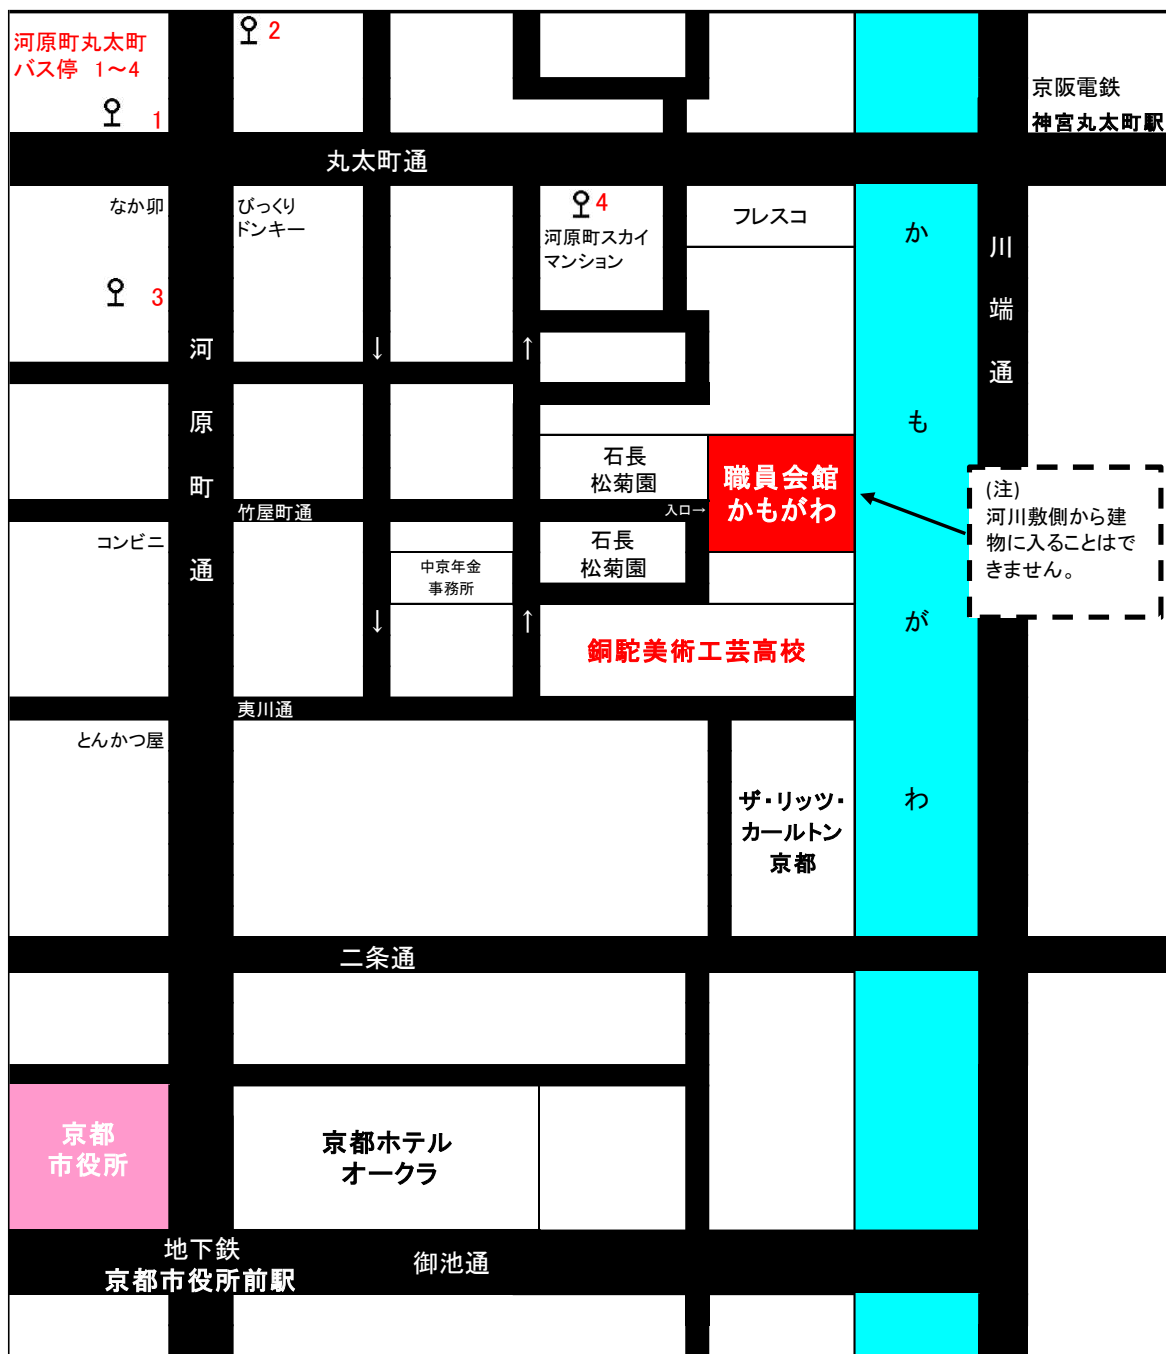 河原町丸太町
バス停 1～4
1
2
京阪電鉄
神宮丸太町駅
丸太町通
なか卯
びっくり
ドンキー
4
河原町スカイ
マンション
フレスコ
3
↓
↑
かもがわ
川端通
河原町通
石長
松菊園
職員会館
かもがわ
(注)
河川敷側から建
物に入ることはで
きません。
竹屋町通
入口→
コンビニ
中京年金
事務所
石長
松菊園
↓
↑
銅駝美術工芸高校
夷川通
とんかつ屋
ザ・リッツ・
カールトン
京都
二条通
京都
市役所
京都ホテル
オークラ
地下鉄
京都市役所前駅
御池通